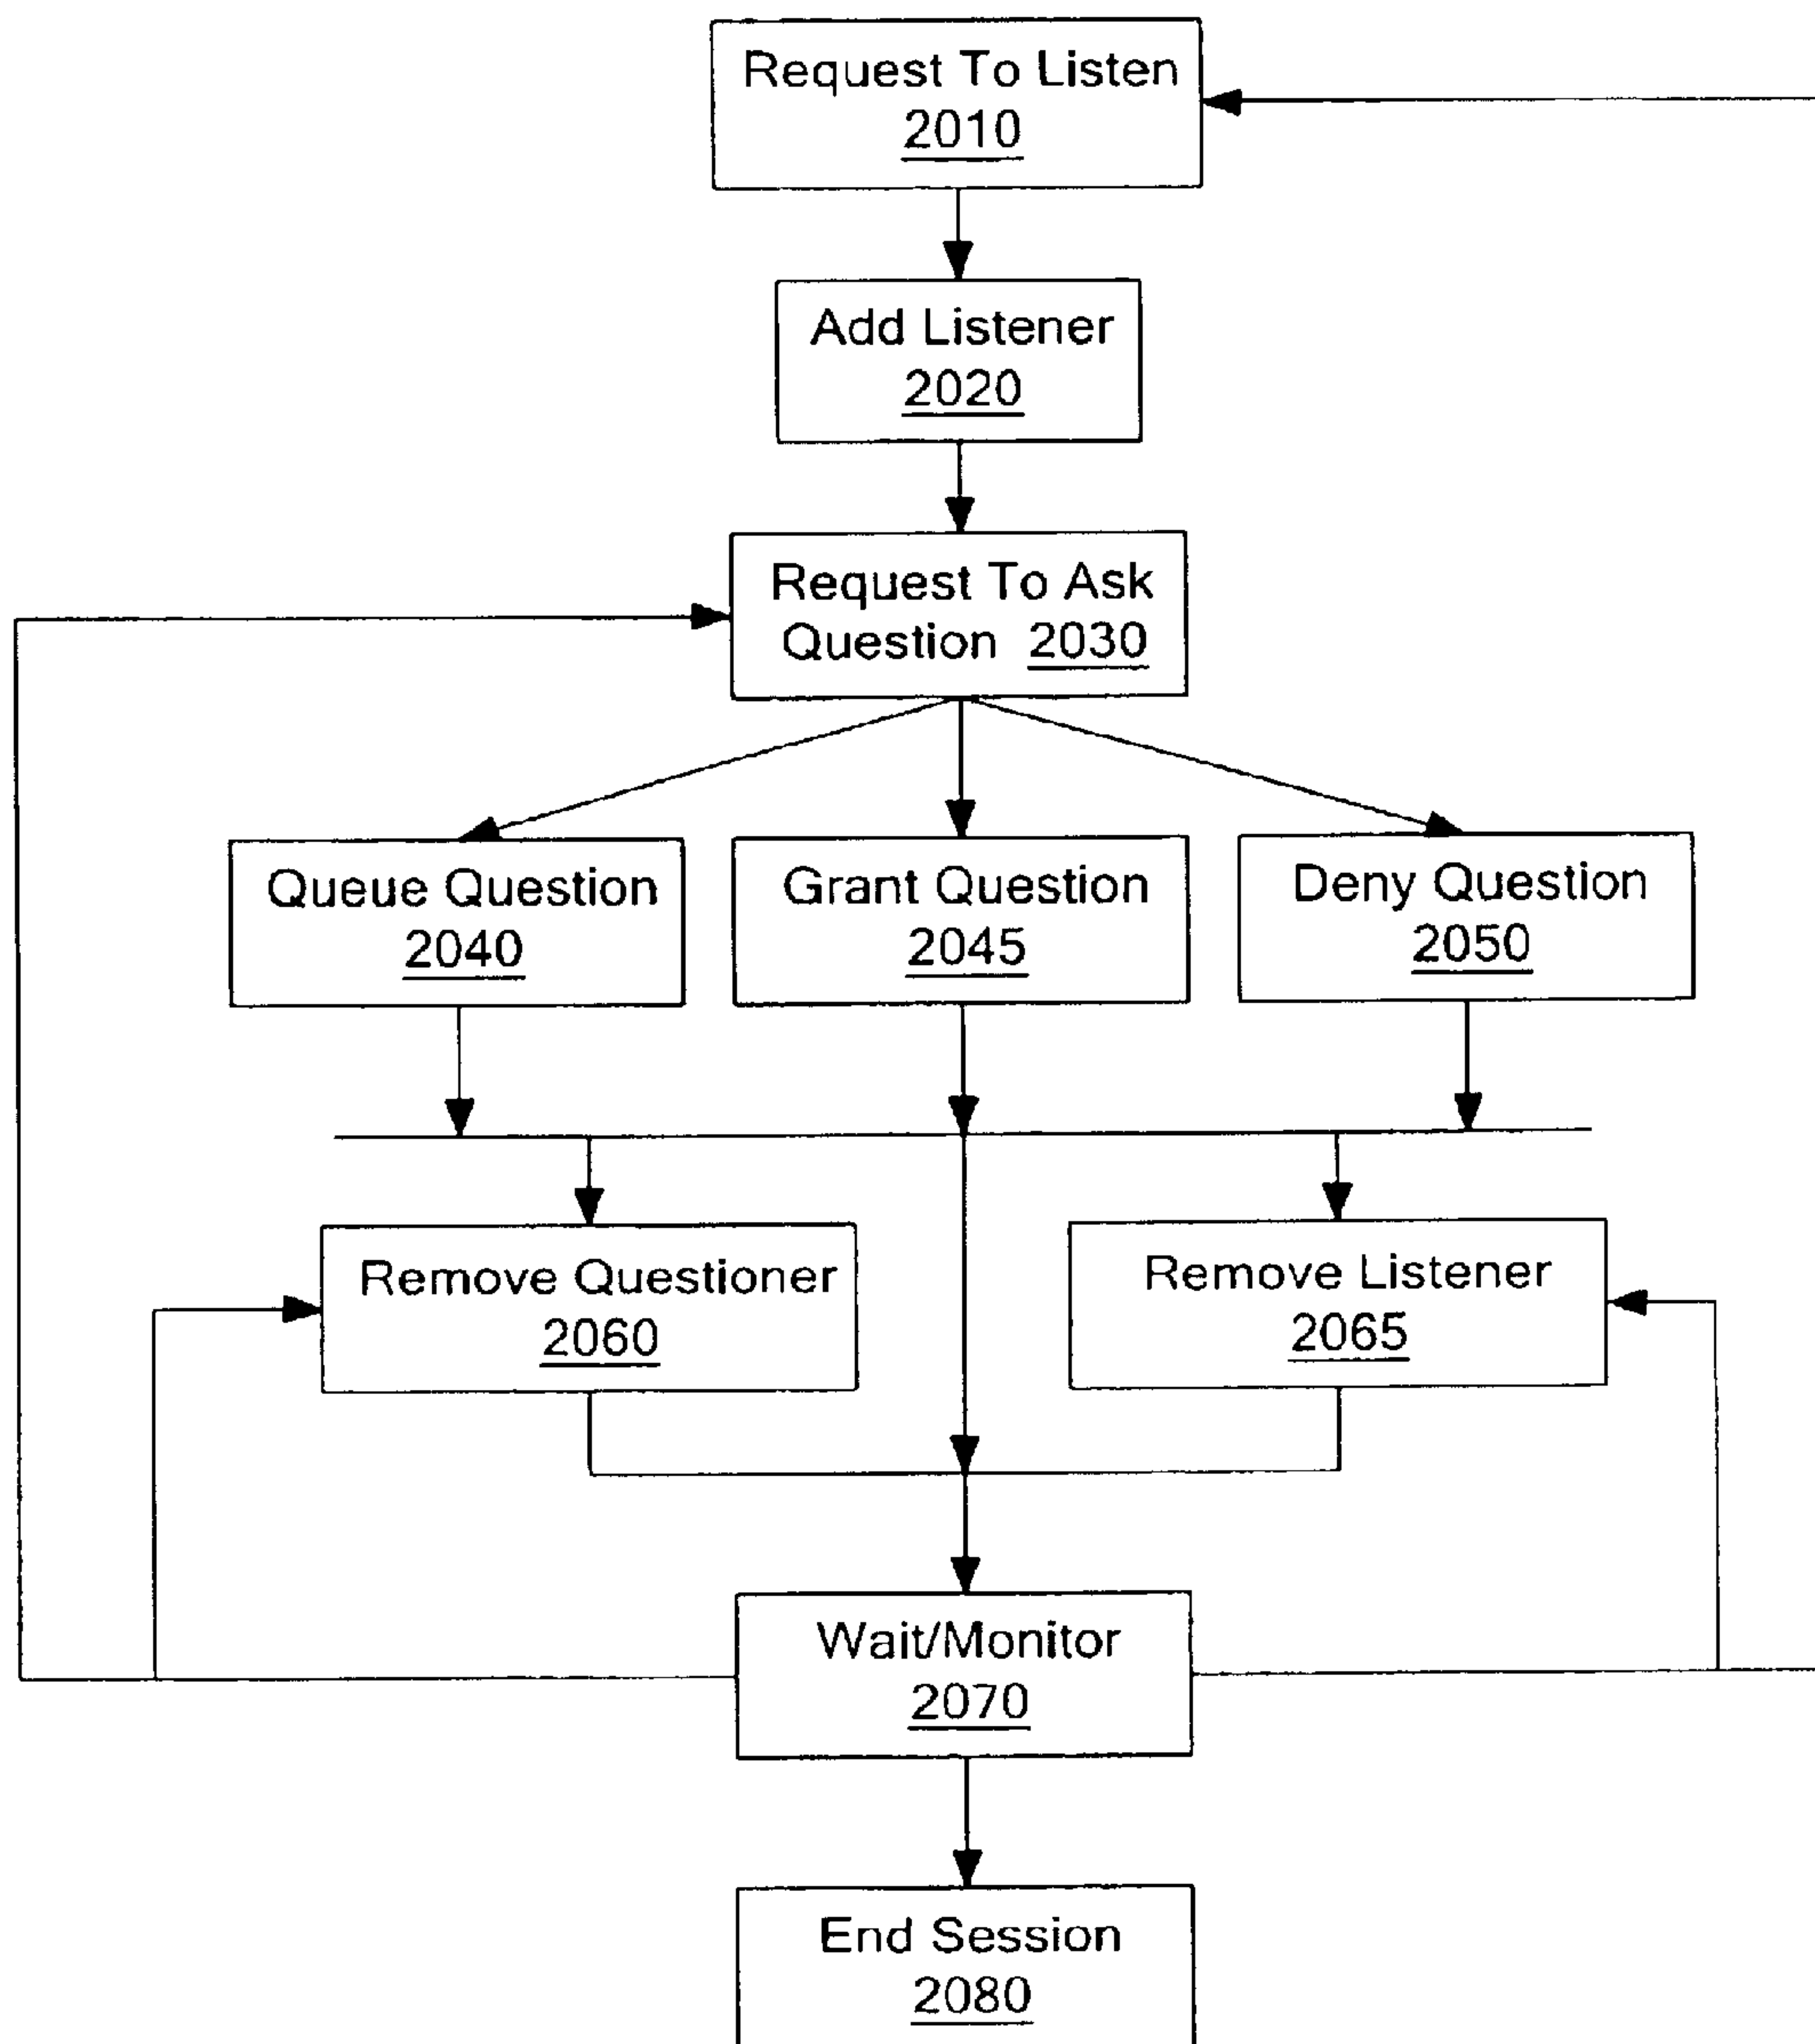 Request To Listen
2010
Add Listener
2020
Request To Ask
Question 2030
Queue Question
2040
Grant Question
2045
Deny Question
2050
Remove Questioner
2060
Remove Listener
2065
Wait/Monitor
2070
End Session
2080